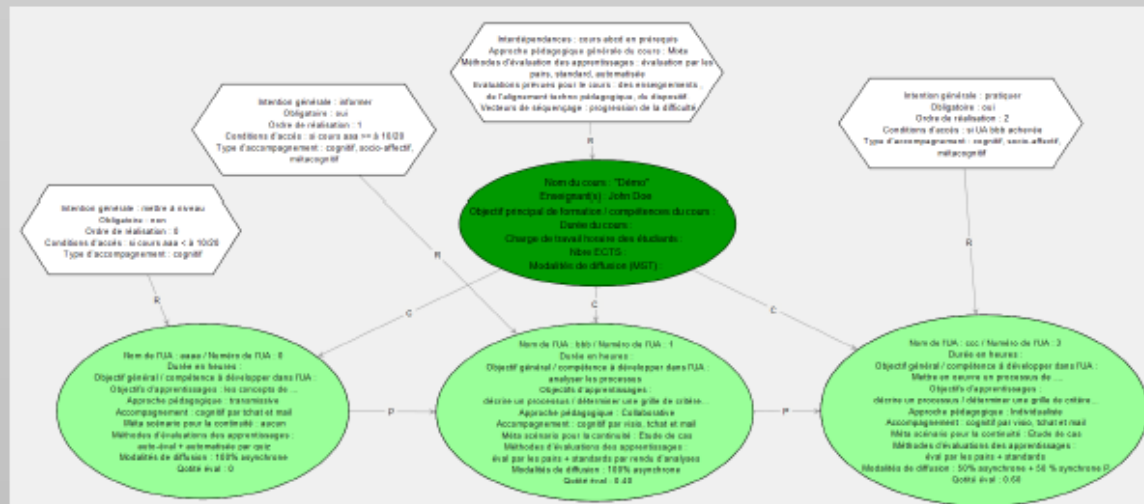 Interdépendances : cours abcd en prérequis
Approche pédagogique générale du cours : Mixte
Méthodes d'évaluation des apprentissages : évaluation par les
pairs, standard, automatisée
Evaluations prévues pour le cours : des enseignements ,
de l'alignement techno pédagogique, du dispositif
Vecteurs de séquençage : progression de la difficulté
Intention générale : informer
Obligatoire : oui
Ordre de réalisation : 1
Conditions d'accès : si cours aaa >= à 10/20
Type d'accompagnement : cognitif, socio-affectif,
métacognitif
Intention générale : pratiquer
Obligatoire : oui
Ordre de réalisation : 2
Conditions d'accès : si UA bbb achevée
Type d'accompagnement : cognitif, socio-affectif,
métacognitif
Intention générale : mettre à niveau
Obligatoire : non
Ordre de réalisation : 0
Conditions d'accès : si cours aaa < à 10/20
Type d'accompagnement : cognitif
R
R
R
R
Nom du cours : "Démo"
Enseignant(s) : John Doe
Objectif principal de formation / compétences du cours :
Durée du cours :
Charge de travail horaire des étudiants :
Nbre ECTS :
Modalités de diffusion (MST) :
C
C
C
Nom de l'UA : aaaa / Numéro de l'UA : 0
Durée en heures :
Objectif général / compétence à développer dans l'UA :
Objectifs d'apprentissages : les concepts de ...
Approche pédagogique : transmissive
Accompagnement : cognitif par tchat et mail
Méta scénario pour la continuité : aucun
Méthodes d'évaluations des apprentissages :
auto-éval + automatisée par quiz
Modalités de diffusion : 100% asynchrone
Qotité éval : 0
P
Nom de l'UA : bbb / Numéro de l'UA : 1
Durée en heures :
Objectif général / compétence à développer dans l'UA :
analyser les processus
Objectifs d'apprentissages :
décrire un processus / déterminer une grille de critère...
Approche pédagogique : Collaborative
Accompagnement : cognitif par visio, tchat et mail
Méta scénario pour la continuité : Etude de cas
Méthodes d'évaluations des apprentissages :
éval par les pairs + standards par rendu d'analyses
Modalités de diffusion : 100% asynchrone
Qotité éval : 0.40
P
Nom de l'UA : ccc / Numéro de l'UA : 3
Durée en heures :
Objectif général / compétence à développer dans l'UA :
Mettre en oeuvre un processus de ...
Objectifs d'apprentissages :
décrire un processus / déterminer une grille de critère...
Approche pédagogique : Individualisée
Accompagnement : cognitif par visio, tchat et mail
Méta scénario pour la continuité : Etude de cas
Méthodes d'évaluations des apprentissages :
éval par les pairs + standards
Modalités de diffusion : 50% asynchrone + 50 % synchrone
Qotité éval : 0.60